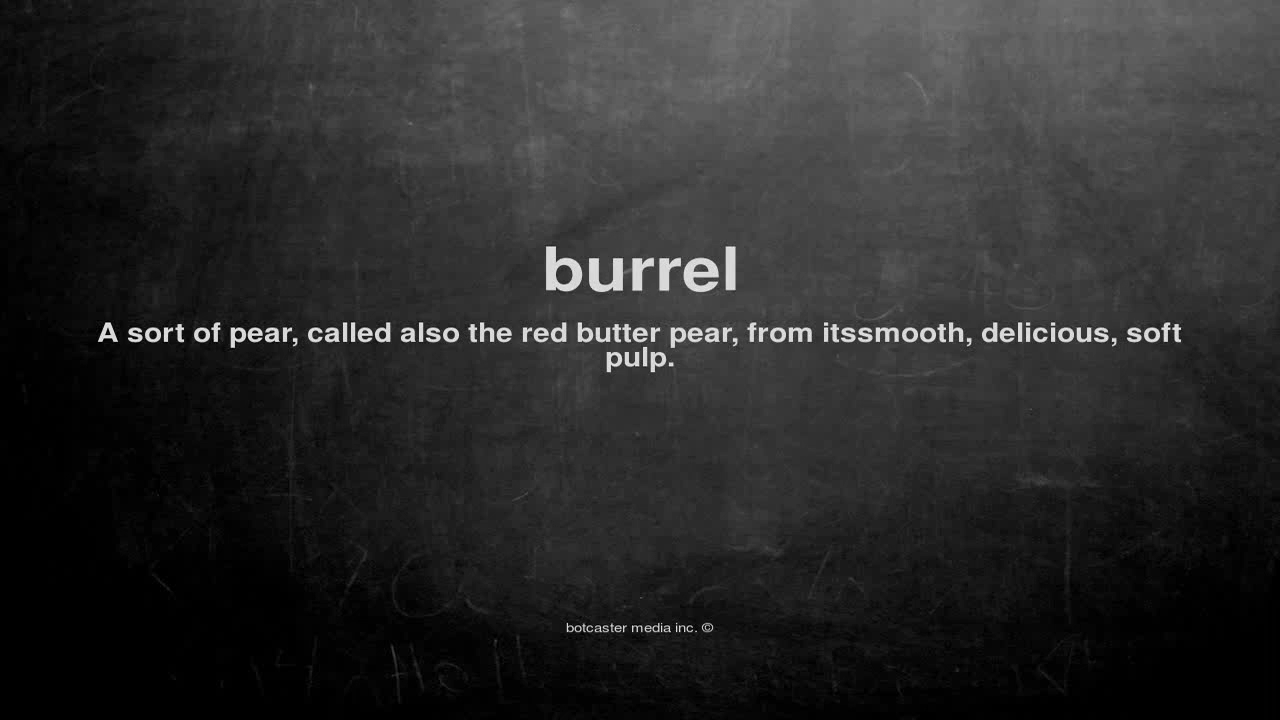 burrel
A sort of pear, called also the red butter pear, from itssmooth, delicious, soft
pulp.
botcaster media inc. ©